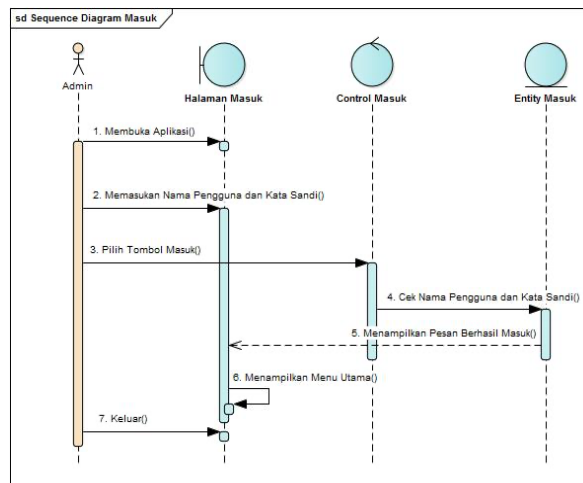 sd Sequence Diagram Masuk
Admin
Halaman Masuk
Control Masuk
Entity Masuk
1. Membuka Aplikasi()
2. Memasukan Nama Pengguna dan Kata Sandi()
3. Pilih Tombol Masuk()
4. Cek Nama Pengguna dan Kata Sandi()
5. Menampilkan Pesan Berhasil Masuk()
6. Menampilkan Menu Utama()
7. Keluar()